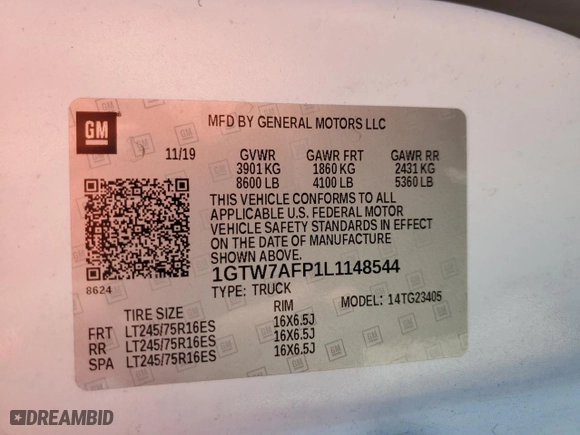 GM
MFD BY GENERAL MOTORS LLC
11/19 GVWR GAWR FRT GAWR RR
3901 KG 1860 KG 2431 KG
8600 LB 4100 LB 5360 LB
THIS VEHICLE CONFORMS TO ALL
APPLICABLE U.S. FEDERAL MOTOR
VEHICLE SAFETY STANDARDS IN EFFECT
ON THE DATE OF MANUFACTURE
SHOWN ABOVE.
1GTW7AFP1L1148544
8624
TYPE: TRUCK MODEL: 14TG23405
TIRE SIZE RIM
FRT LT245/75R16ES 16X6.5J
RR LT245/75R16ES 16X6.5J
SPA LT245/75R16ES 16X6.5J
DREAMBID